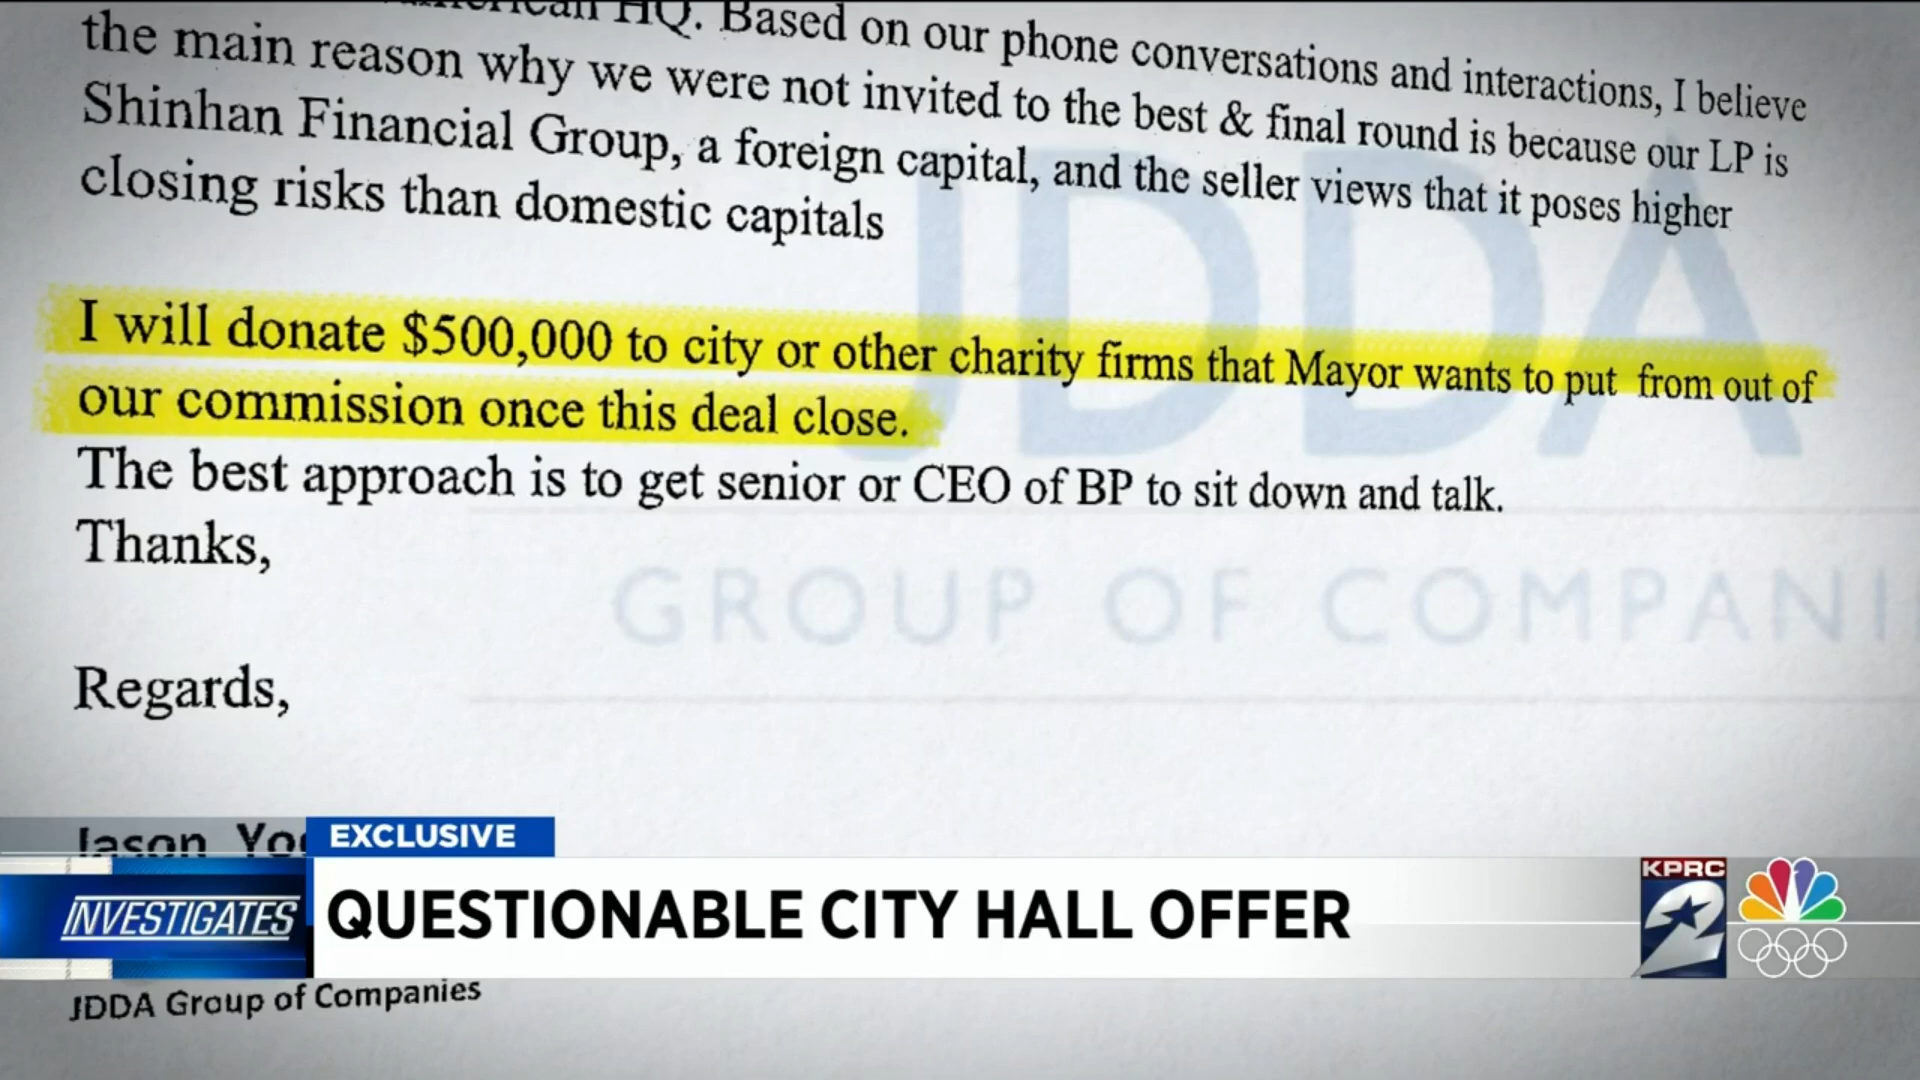 HQ. Based on our phone conversations and interactions, I believe
the main reason why we were not invited to the best & final round is because our LP is
Shinhan Financial Group, a foreign capital, and the seller views that it poses higher
closing risks than domestic capitals
I will donate $500,000 to city or other charity firms that Mayor wants to put from out of
our commission once this deal close.
The best approach is to get senior or CEO of BP to sit down and talk.
Thanks,
Regards,
JDDA
GROUP OF
Jason
EXCLUSIVE
INVESTIGATES
QUESTIONABLE CITY HALL OFFER
KPRC
2
JDDA Group of Companies